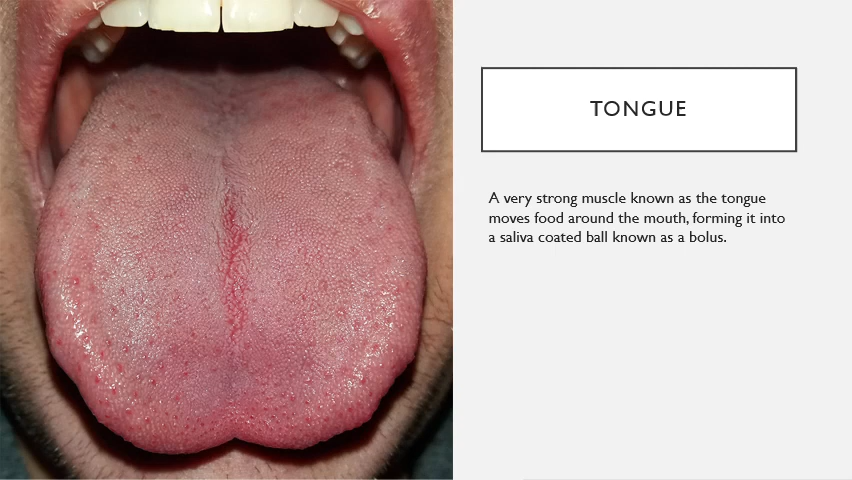 TONGUE
A very strong muscle known as the tongue
moves food around the mouth, forming it into
a saliva coated ball known as a bolus.